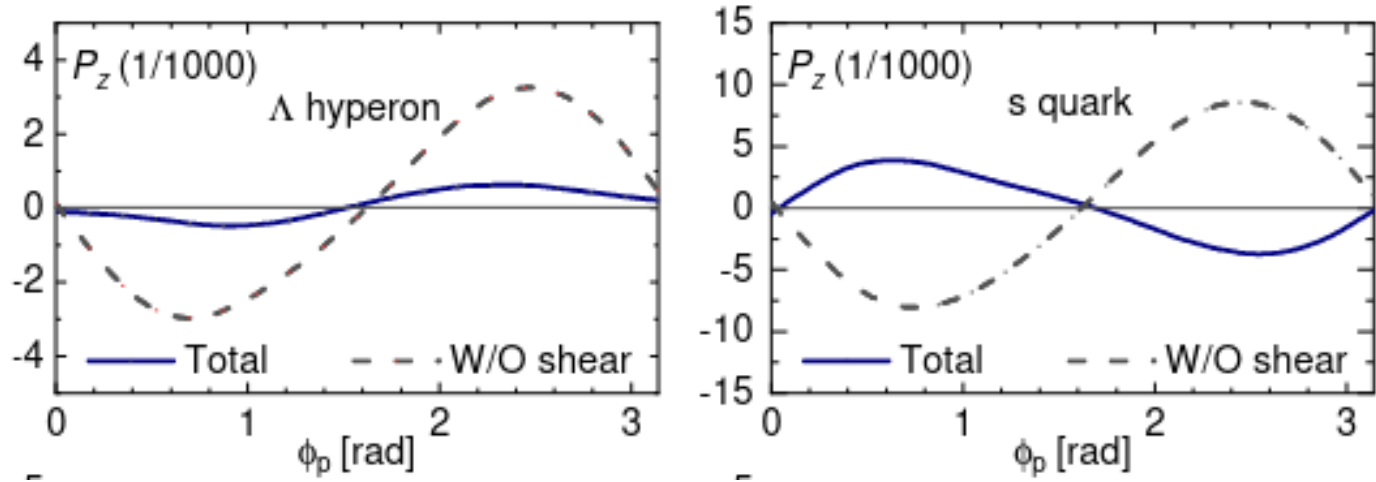 4
2
0
-2
-4
P_z (1/1000)
Λ hyperon
Total
W/O shear
0 1 2 3
ϕ_p [rad]
15
10
5
0
-5
-10
-15
P_z (1/1000)
s quark
Total
W/O shear
0 1 2 3
ϕ_p [rad]